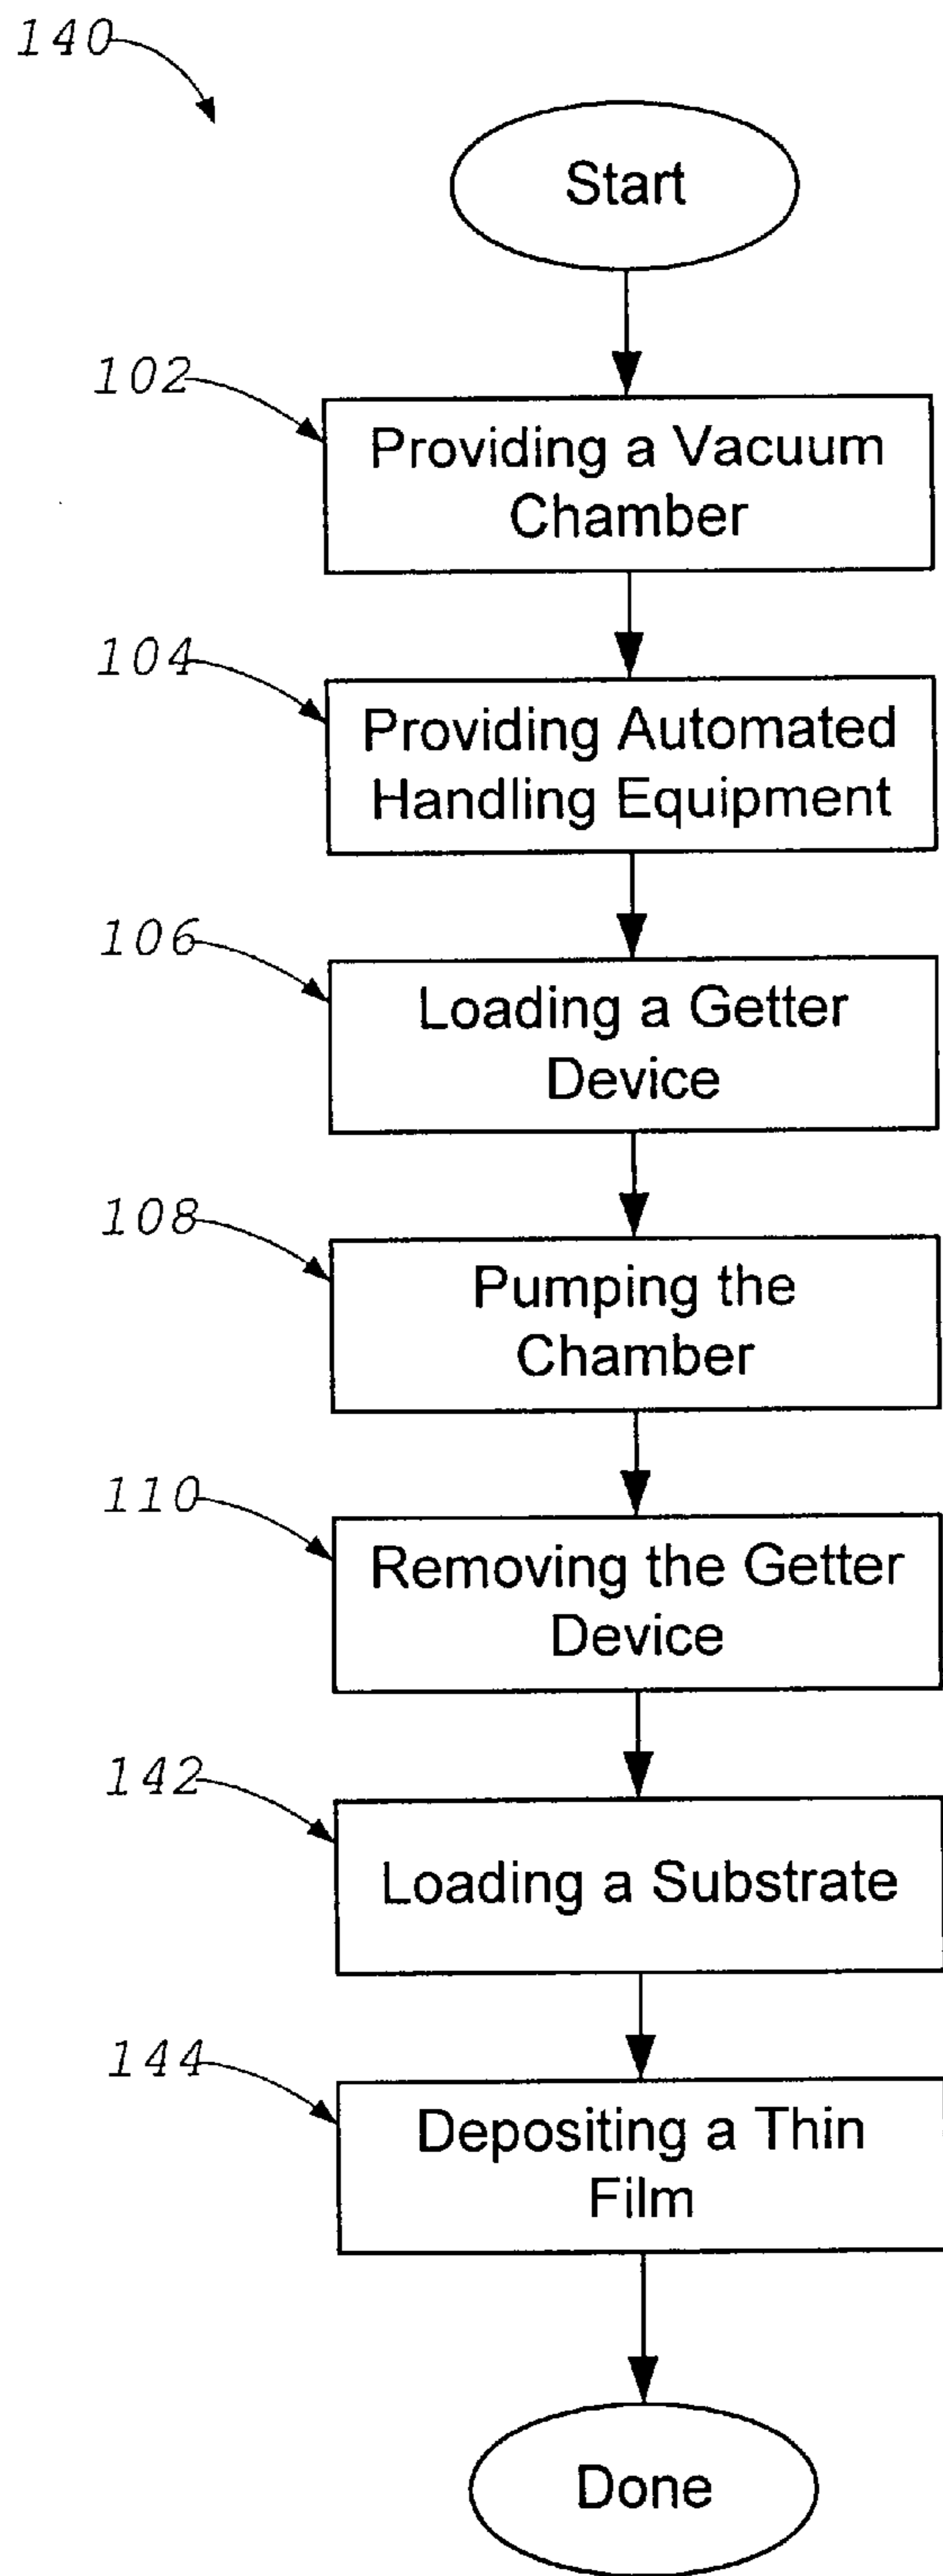 140
Start
102
Providing a Vacuum
Chamber
104
Providing Automated
Handling Equipment
106
Loading a Getter
Device
108
Pumping the
Chamber
110
Removing the Getter
Device
142
Loading a Substrate
144
Depositing a Thin
Film
Done